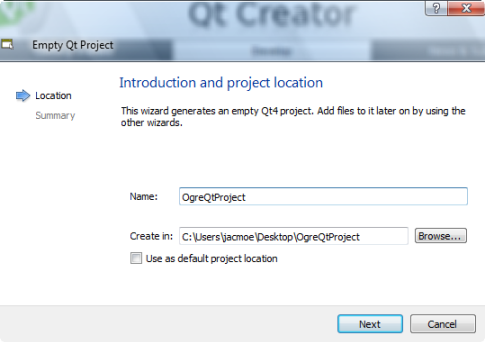 Qt Creator
Empty Qt Project
Develop
Location
Summary
Introduction and project location
This wizard generates an empty Qt4 project. Add files to it later on by using the
other wizards.
Name: OgreQtProject
Create in: C:\Users\jacmoe\Desktop\OgreQtProject Browse...
Use as default project location
Next Cancel